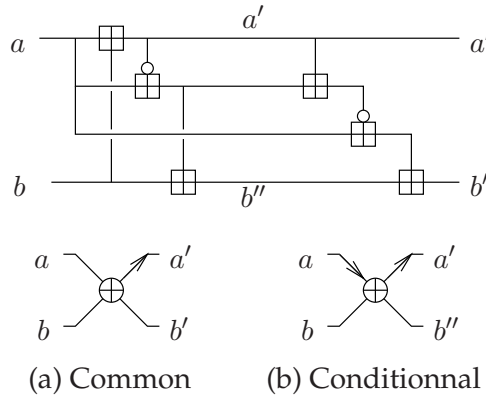 a a′ a′
b b″ b′
a a′ a a′
b b′ b b″
(a) Common (b) Conditionnal